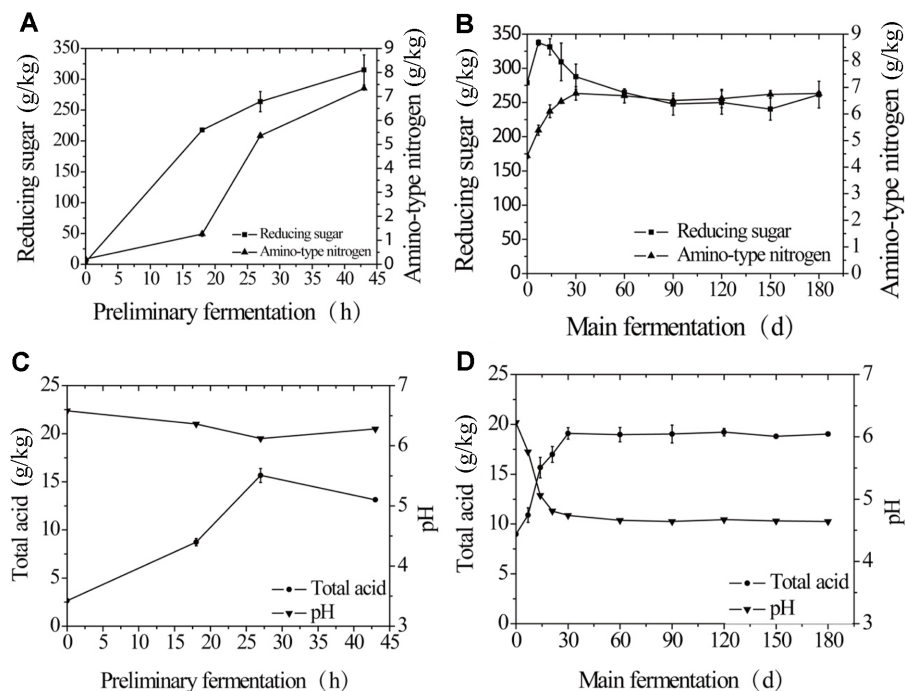 A
350
300
250
200
150
100
50
0
Reducing sugar (g/kg)
9
8
7
6
5
4
3
2
1
0
Amino-type nitrogen (g/kg)
Reducing sugar
Amino-type nitrogen
0 5 10 15 20 25 30 35 40 45
Preliminary fermentation (h)
B
350
300
250
200
150
100
50
0
Reducing sugar (g/kg)
9
8
7
6
5
4
3
2
1
0
Amino-type nitrogen (g/kg)
Reducing sugar
Amino-type nitrogen
0 30 60 90 120 150 180
Main fermentation (d)
C
25
20
15
10
5
0
Total acid (g/kg)
7
6
5
4
3
pH
Total acid
pH
0 5 10 15 20 25 30 35 40 45
Preliminary fermentation (h)
D
25
20
15
10
5
0
Total acid (g/kg)
7
6
5
4
3
pH
Total acid
pH
0 30 60 90 120 150 180
Main fermentation (d)